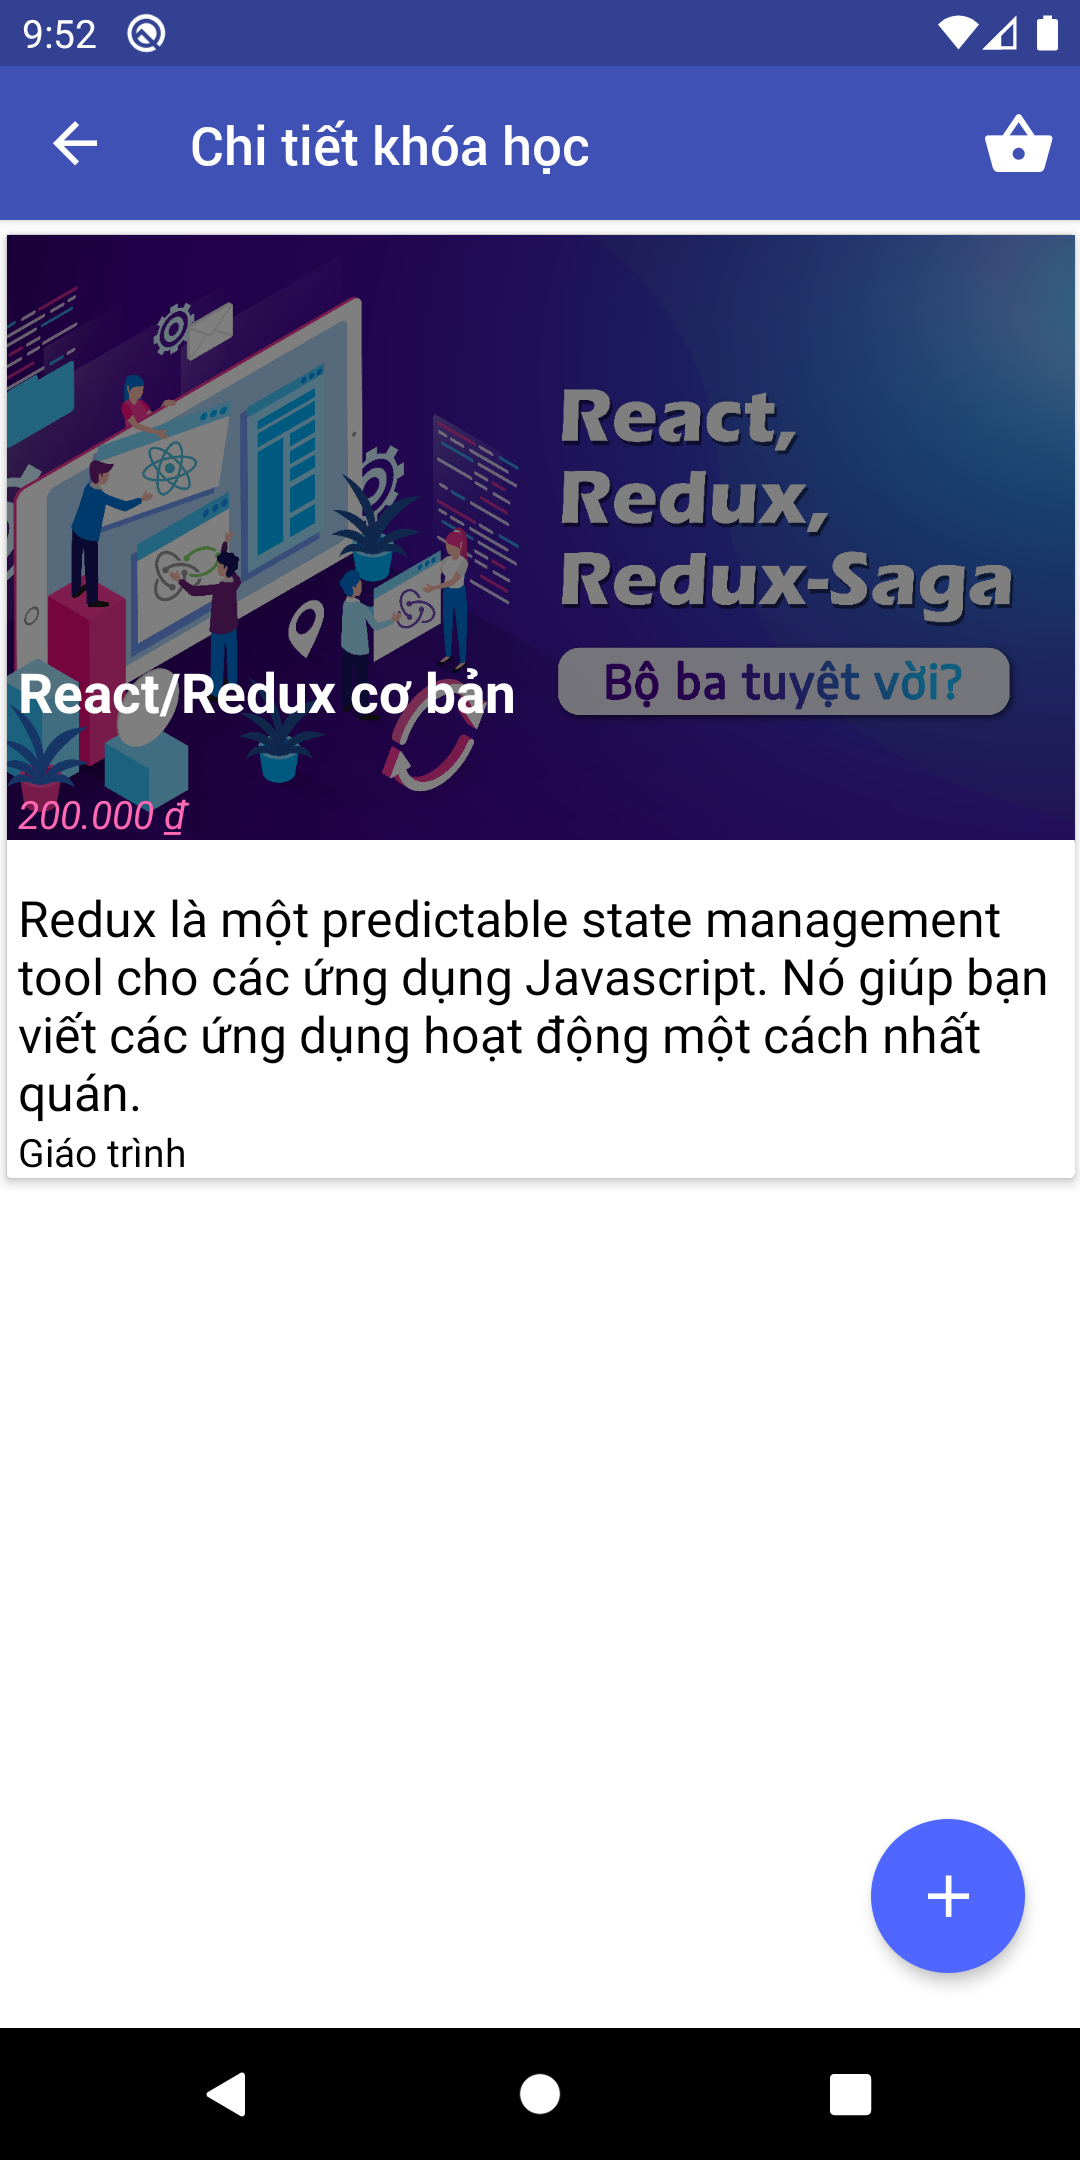 9:52
Chi tiết khóa học
React,
Redux,
Redux-Saga
Bộ ba tuyệt vời?
React/Redux cơ bản
200.000 ₫
Redux là một predictable state management
tool cho các ứng dụng Javascript. Nó giúp bạn
viết các ứng dụng hoạt động một cách nhất
quán.
Giáo trình